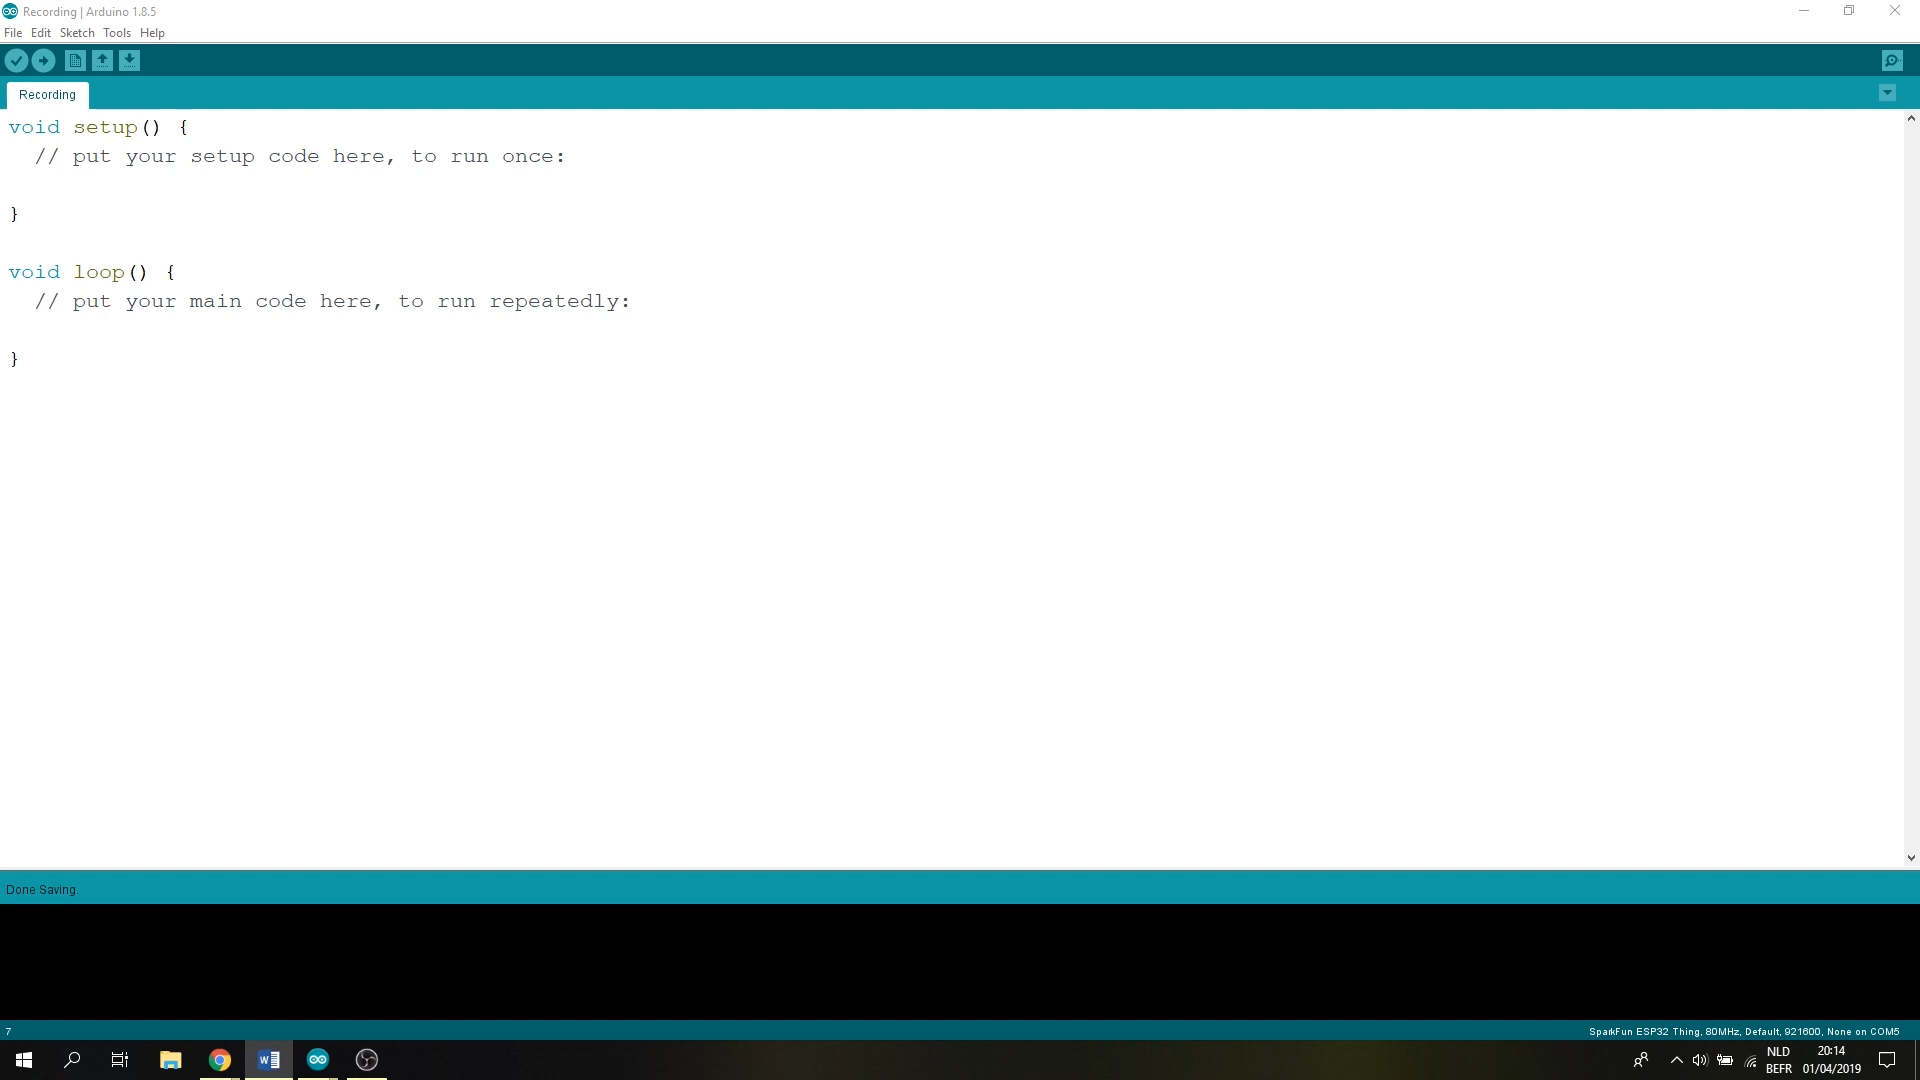 Recording | Arduino 1.8.5
File Edit Sketch Tools Help
Recording
void setup() {
  // put your setup code here, to run once:
}
void loop() {
  // put your main code here, to run repeatedly:
}
Done Saving.
7
SparkFun ESP32 Thing, 80MHz, Default, 921600, None on COM5
NLD
BEFR
20:14
01/04/2019